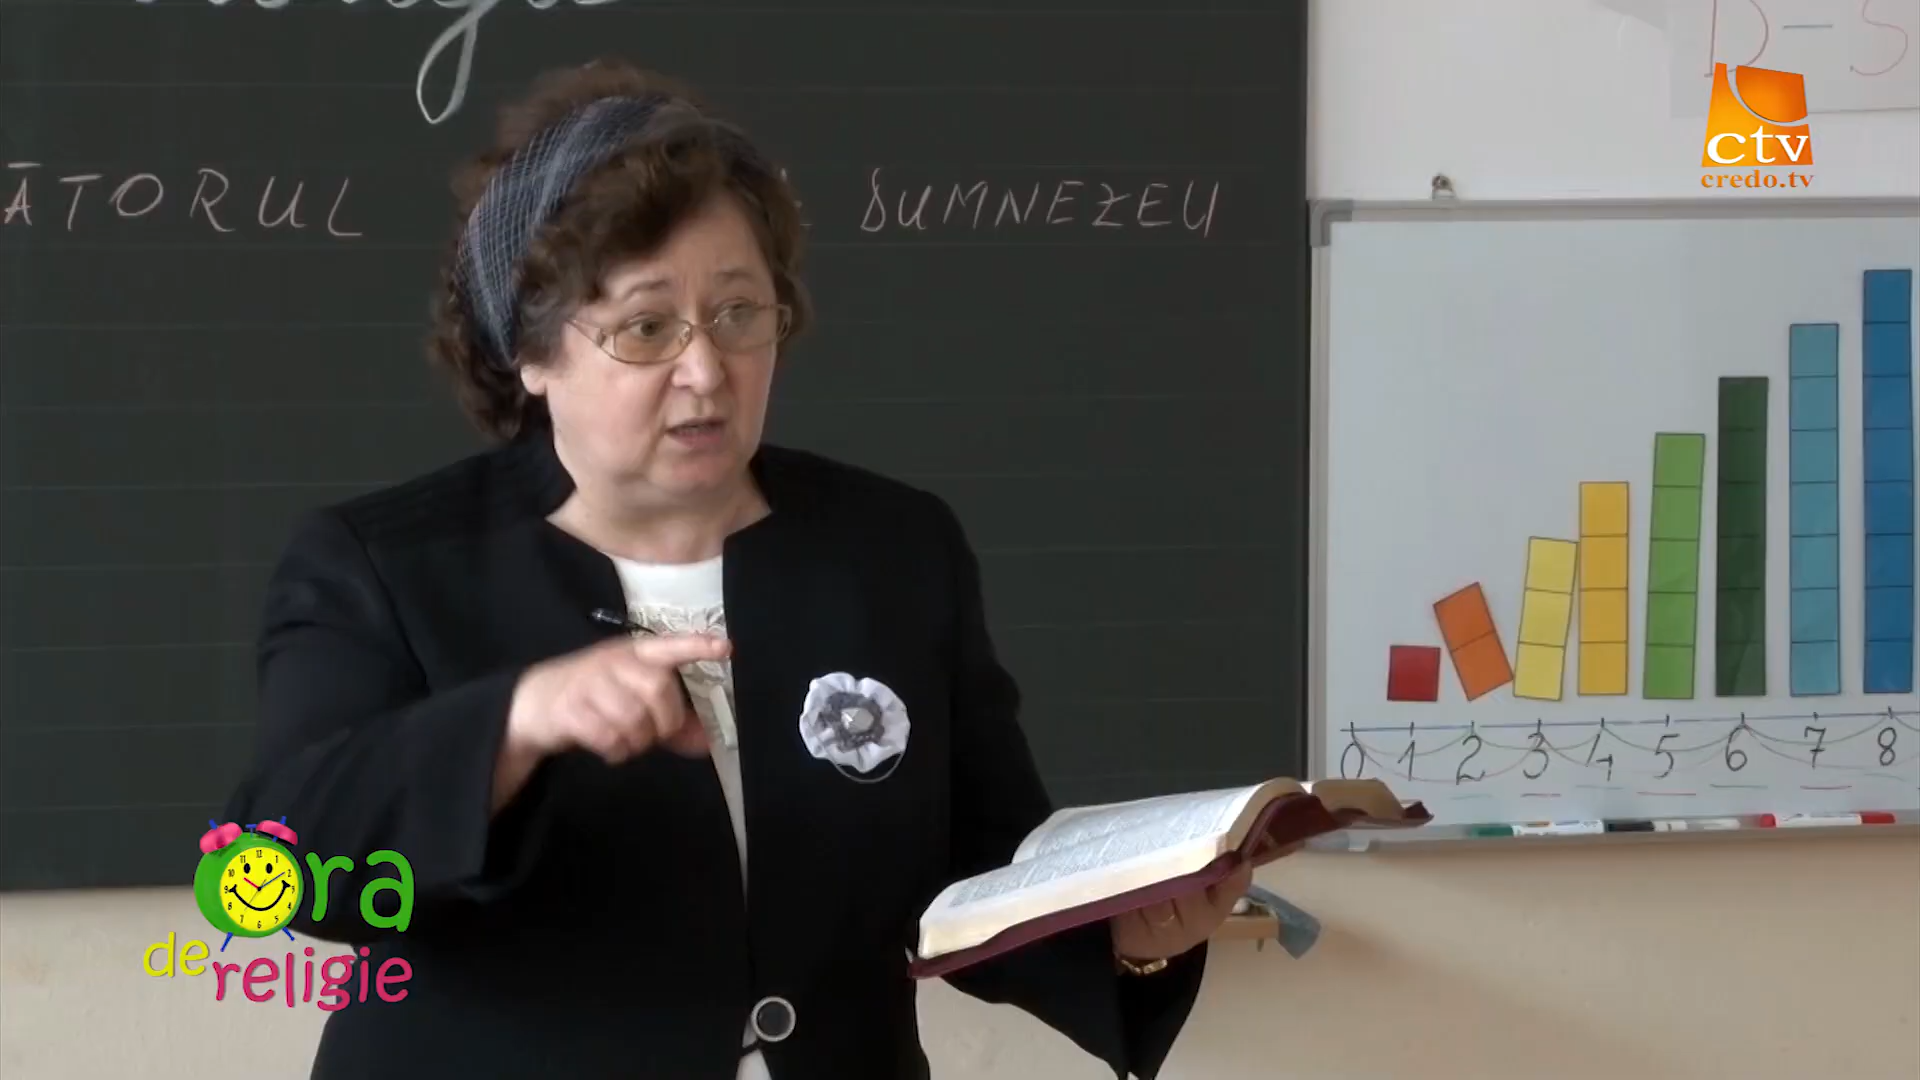 ĂTORUL
DUMNEZEU
D-S
ctv
credo.tv
0 1 2 3 4 5 6 7 8
Ora
de religie